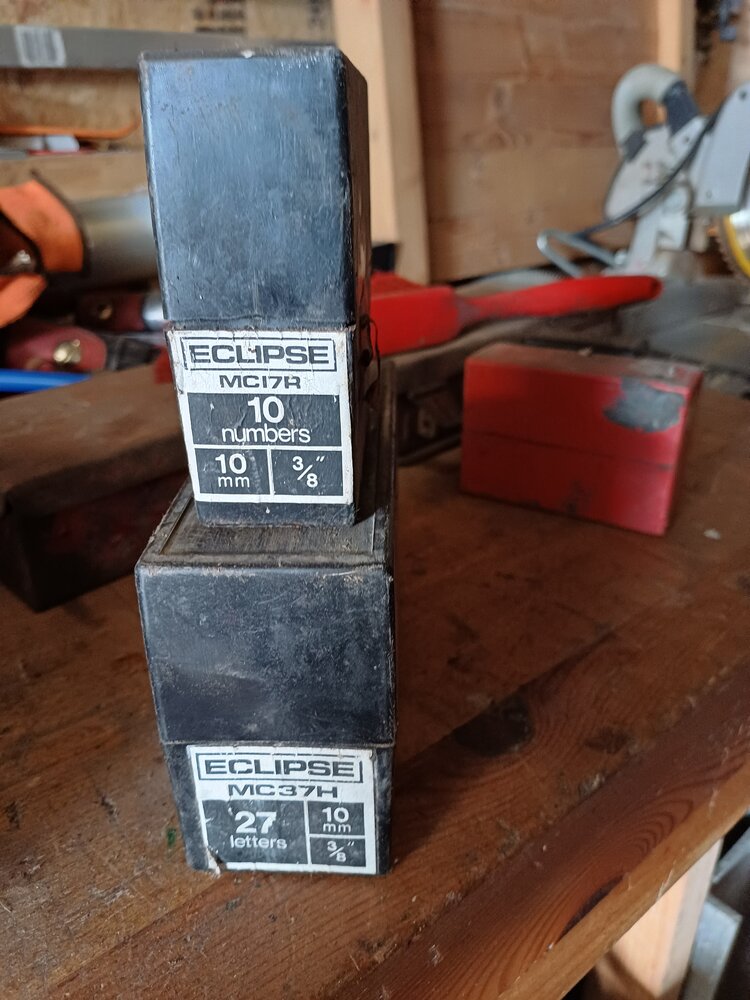 ECLIPSE
MC17R
10
numbers
10 mm 3/8"
ECLIPSE
MC37H
27
letters
10
mm
3/8"